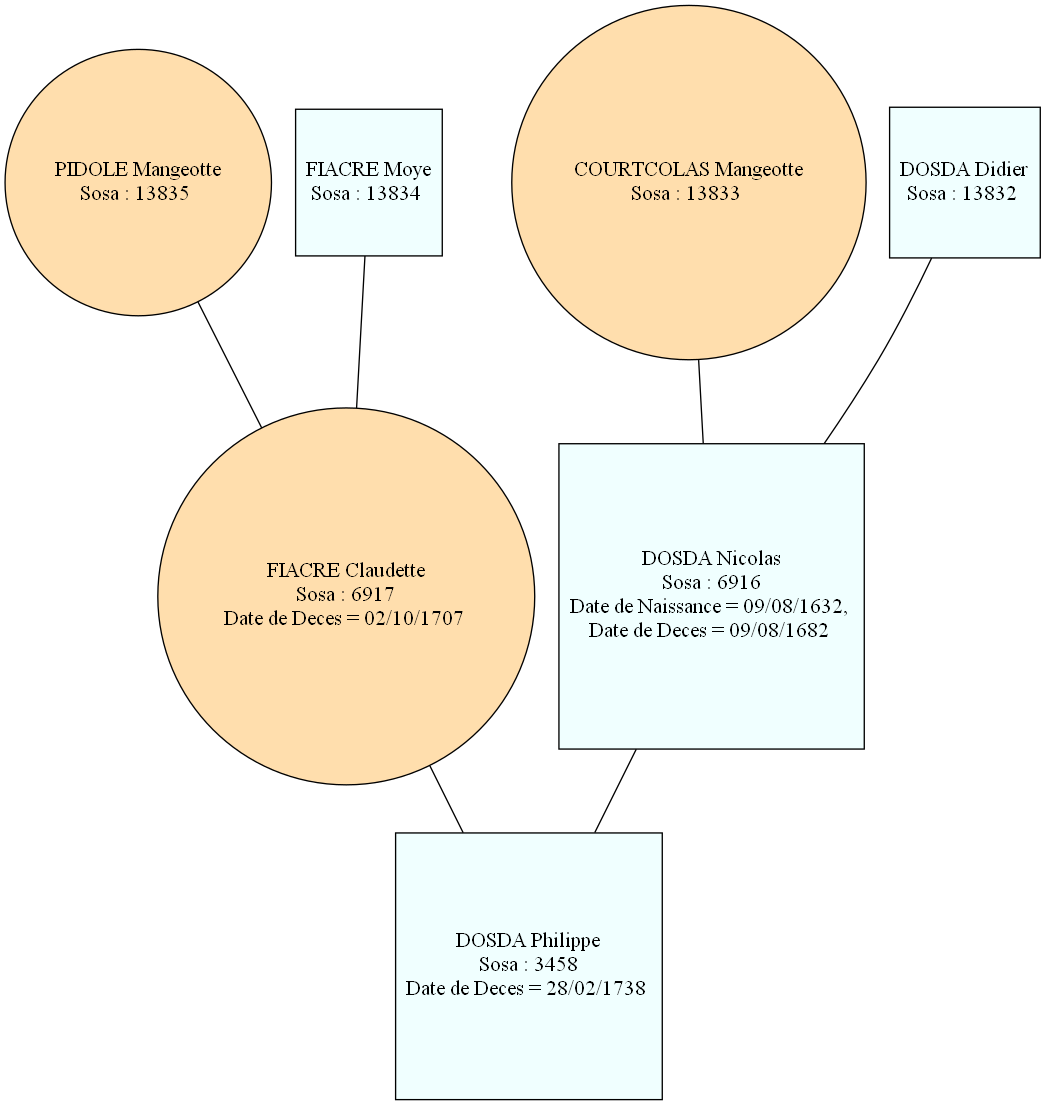 PIDOLE Mangeotte
Sosa : 13835
FIACRE Moye
Sosa : 13834
COURTCOLAS Mangeotte
Sosa : 13833
DOSDA Didier
Sosa : 13832
FIACRE Claudette
Sosa : 6917
Date de Deces = 02/10/1707
DOSDA Nicolas
Sosa : 6916
Date de Naissance = 09/08/1632,
Date de Deces = 09/08/1682
DOSDA Philippe
Sosa : 3458
Date de Deces = 28/02/1738